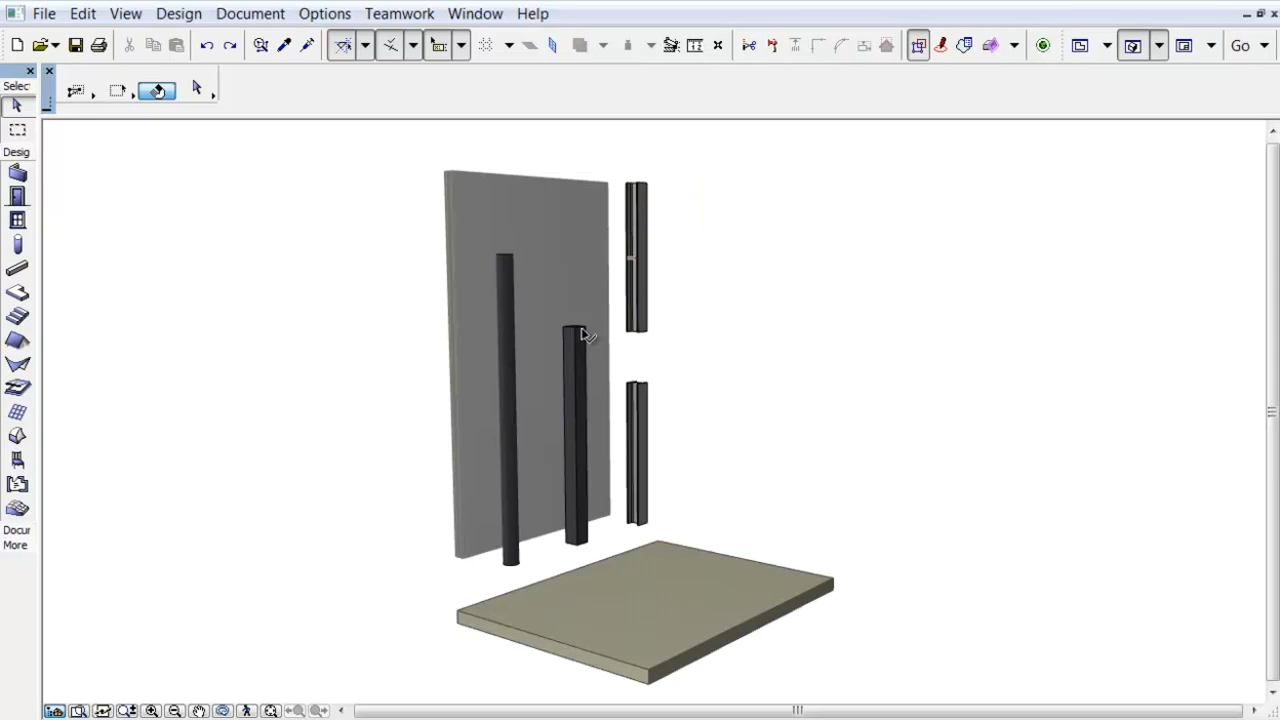 File Edit View Design Document Options Teamwork Window Help
Go
Selec
Desig
Docur
More